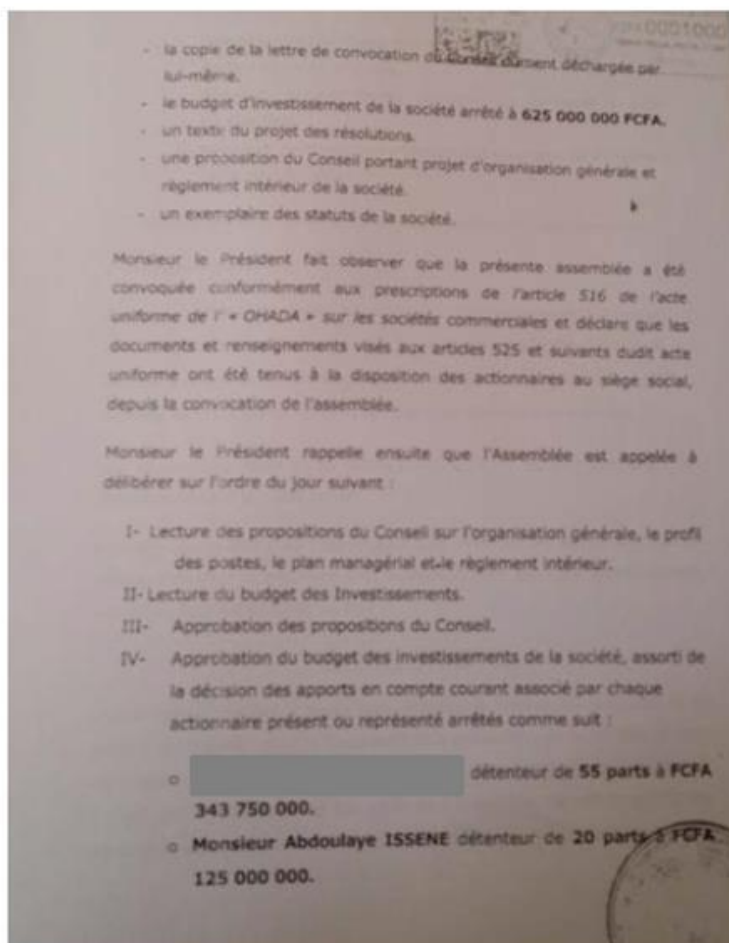 0001000
- la copie de la lettre de convocation du Conseil dûment déchargée par
lui-même.
- le budget d'investissement de la société arrêté à 625 000 000 FCFA.
- un texte du projet des résolutions.
- une proposition du Conseil portant projet d'organisation générale et
règlement intérieur de la société.
- un exemplaire des statuts de la société.
Monsieur le Président fait observer que la présente assemblée a été
convoquée conformément aux prescriptions de l'article 516 de l'acte
uniforme de l' « OHADA » sur les sociétés commerciales et déclare que les
documents et renseignements visés aux articles 525 et suivants dudit acte
uniforme ont été tenus à la disposition des actionnaires au siège social,
depuis la convocation de l'assemblée.
Monsieur le Président rappelle ensuite que l'Assemblée est appelée à
délibérer sur l'ordre du jour suivant :
I- Lecture des propositions du Conseil sur l'organisation générale, le profil
des postes, le plan managérial et le règlement intérieur.
II- Lecture du budget des Investissements.
III- Approbation des propositions du Conseil.
IV- Approbation du budget des investissements de la société, assorti de
la décision des apports en compte courant associé par chaque
actionnaire présent ou représenté arrêtés comme suit :
o détenteur de 55 parts à FCFA
343 750 000.
o Monsieur Abdoulaye ISSENE détenteur de 20 parts à FCFA
125 000 000.